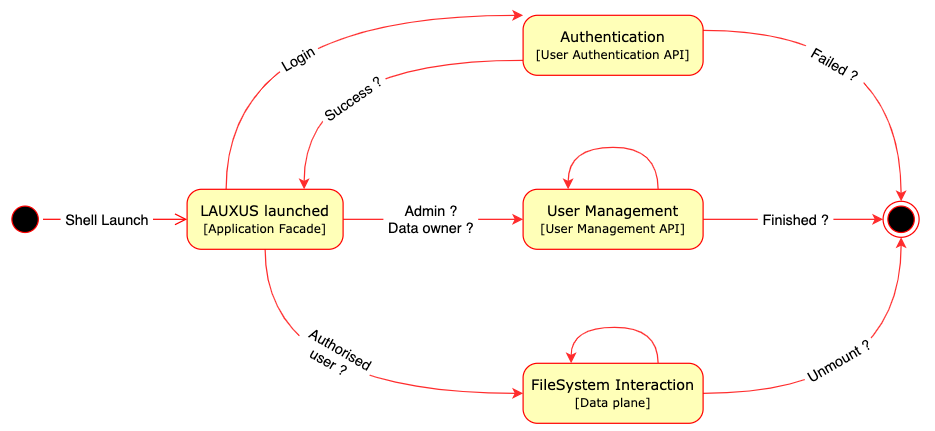 Authentication
[User Authentication API]
Login
Failed ?
Success ?
Shell Launch
LAUXUS launched
[Application Facade]
Admin ?
Data owner ?
User Management
[User Management API]
Finished ?
Authorised
user ?
Unmount ?
FileSystem Interaction
[Data plane]